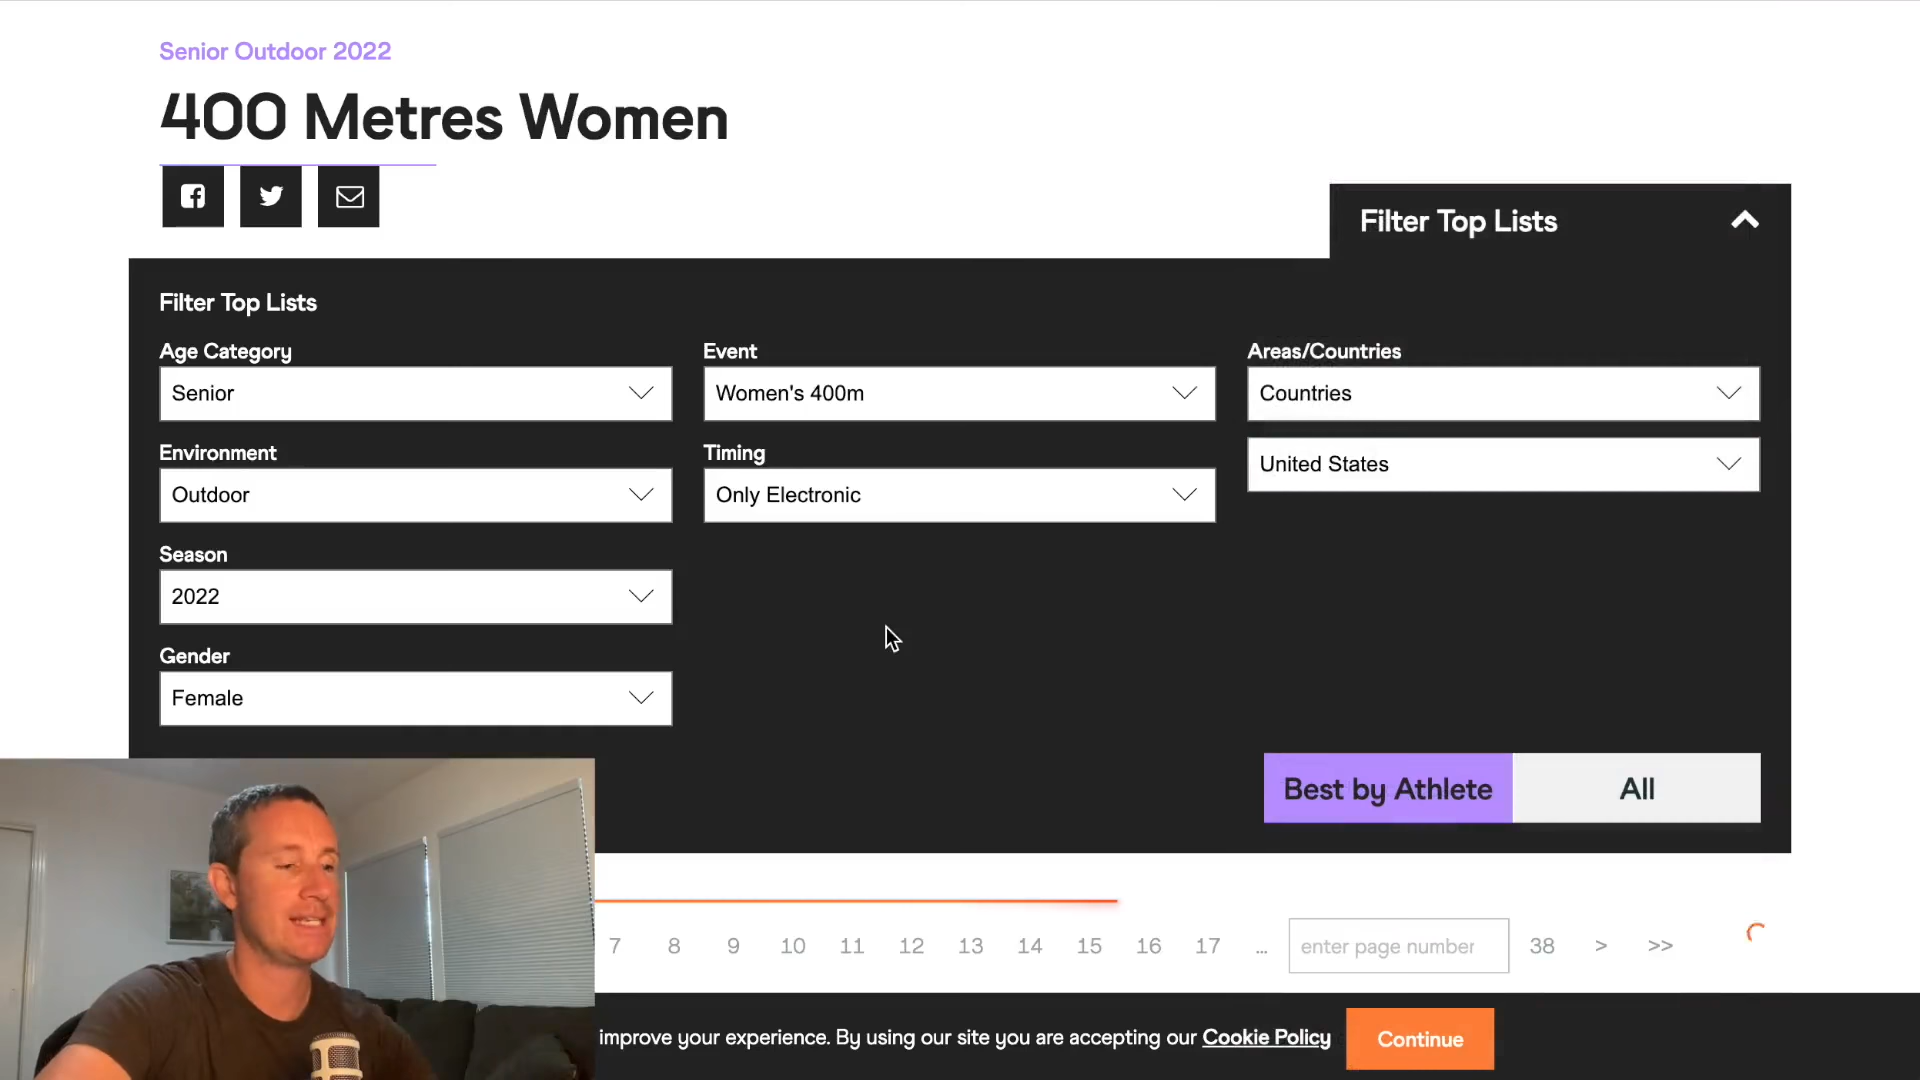 Senior Outdoor 2022
400 Metres Women
Filter Top Lists
Filter Top Lists
Age Category
Event
Areas/Countries
Senior
Women's 400m
Countries
Environment
Timing
United States
Outdoor
Only Electronic
Season
2022
Gender
Female
Best by Athlete
All
7 8 9 10 11 12 13 14 15 16 17 ... enter page number 38 > >>
improve your experience. By using our site you are accepting our Cookie Policy
Continue